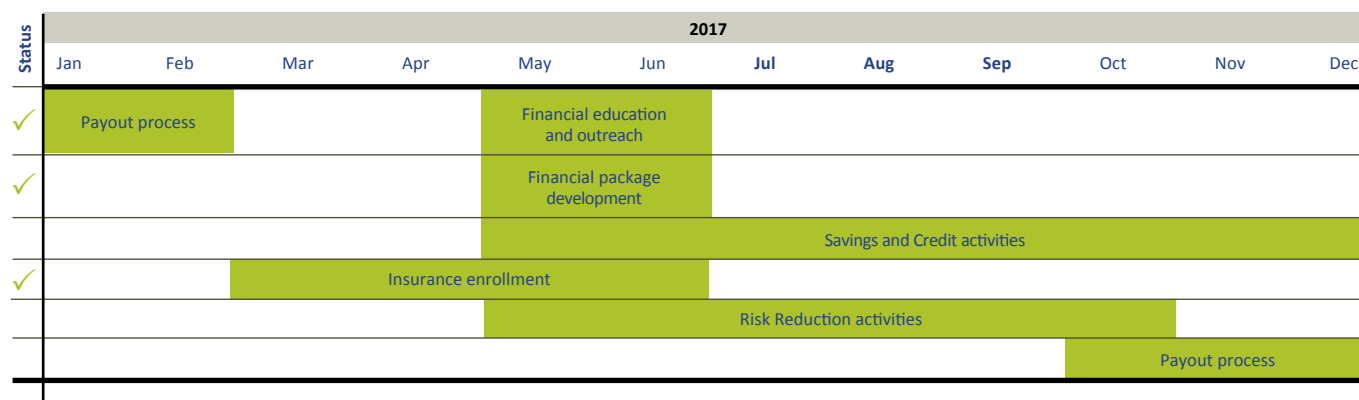 Status
2017
Jan Feb Mar Apr May Jun Jul Aug Sep Oct Nov Dec
Payout process
Financial education
and outreach
Financial package
development
Savings and Credit activities
Insurance enrollment
Risk Reduction activities
Payout process